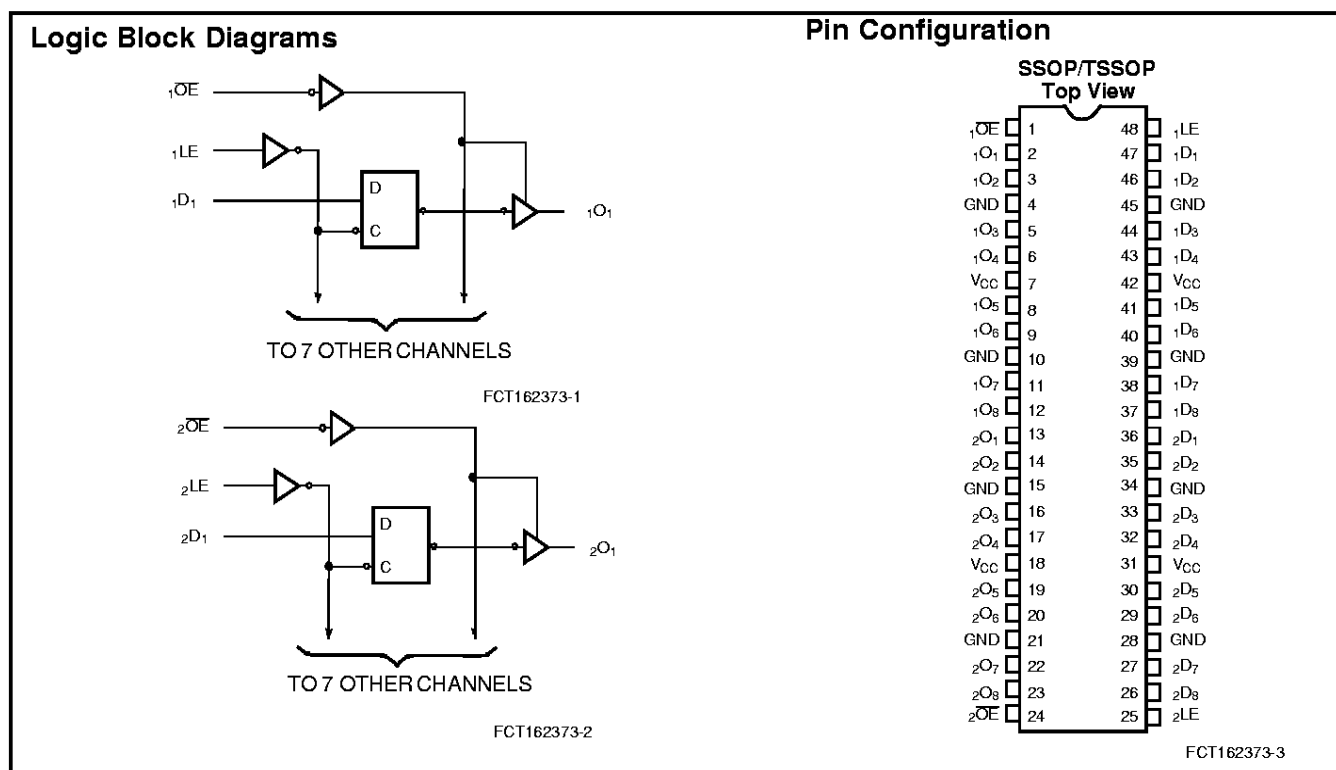 Logic Block Diagrams
₁O̅E̅
₁LE
₁D₁
D
C
₁O₁
TO 7 OTHER CHANNELS
FCT162373-1
₂O̅E̅
₂LE
₂D₁
D
C
₂O₁
TO 7 OTHER CHANNELS
FCT162373-2
Pin Configuration
SSOP/TSSOP
Top View
₁O̅E̅ 1 48 ₁LE
₁O₁ 2 47 ₁D₁
₁O₂ 3 46 ₁D₂
GND 4 45 GND
₁O₃ 5 44 ₁D₃
₁O₄ 6 43 ₁D₄
VCC 7 42 VCC
₁O₅ 8 41 ₁D₅
₁O₆ 9 40 ₁D₆
GND 10 39 GND
₁O₇ 11 38 ₁D₇
₁O₈ 12 37 ₁D₈
₂O₁ 13 36 ₂D₁
₂O₂ 14 35 ₂D₂
GND 15 34 GND
₂O₃ 16 33 ₂D₃
₂O₄ 17 32 ₂D₄
VCC 18 31 VCC
₂O₅ 19 30 ₂D₅
₂O₆ 20 29 ₂D₆
GND 21 28 GND
₂O₇ 22 27 ₂D₇
₂O₈ 23 26 ₂D₈
₂O̅E̅ 24 25 ₂LE
FCT162373-3